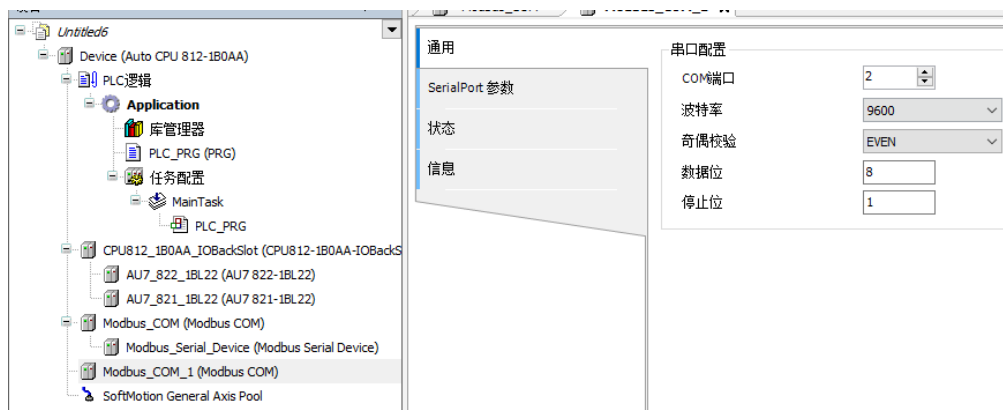 Untitled6
Device (Auto CPU 812-1B0AA)
PLC逻辑
Application
库管理器
PLC_PRG (PRG)
任务配置
MainTask
PLC_PRG
CPU812_1B0AA_IOBackSlot (CPU812-1B0AA-IOBackS
AU7_822_1BL22 (AU7 822-1BL22)
AU7_821_1BL22 (AU7 821-1BL22)
Modbus_COM (Modbus COM)
Modbus_Serial_Device (Modbus Serial Device)
Modbus_COM_1 (Modbus COM)
SoftMotion General Axis Pool
通用
SerialPort 参数
状态
信息
串口配置
COM端口 2
波特率 9600
奇偶校验 EVEN
数据位 8
停止位 1